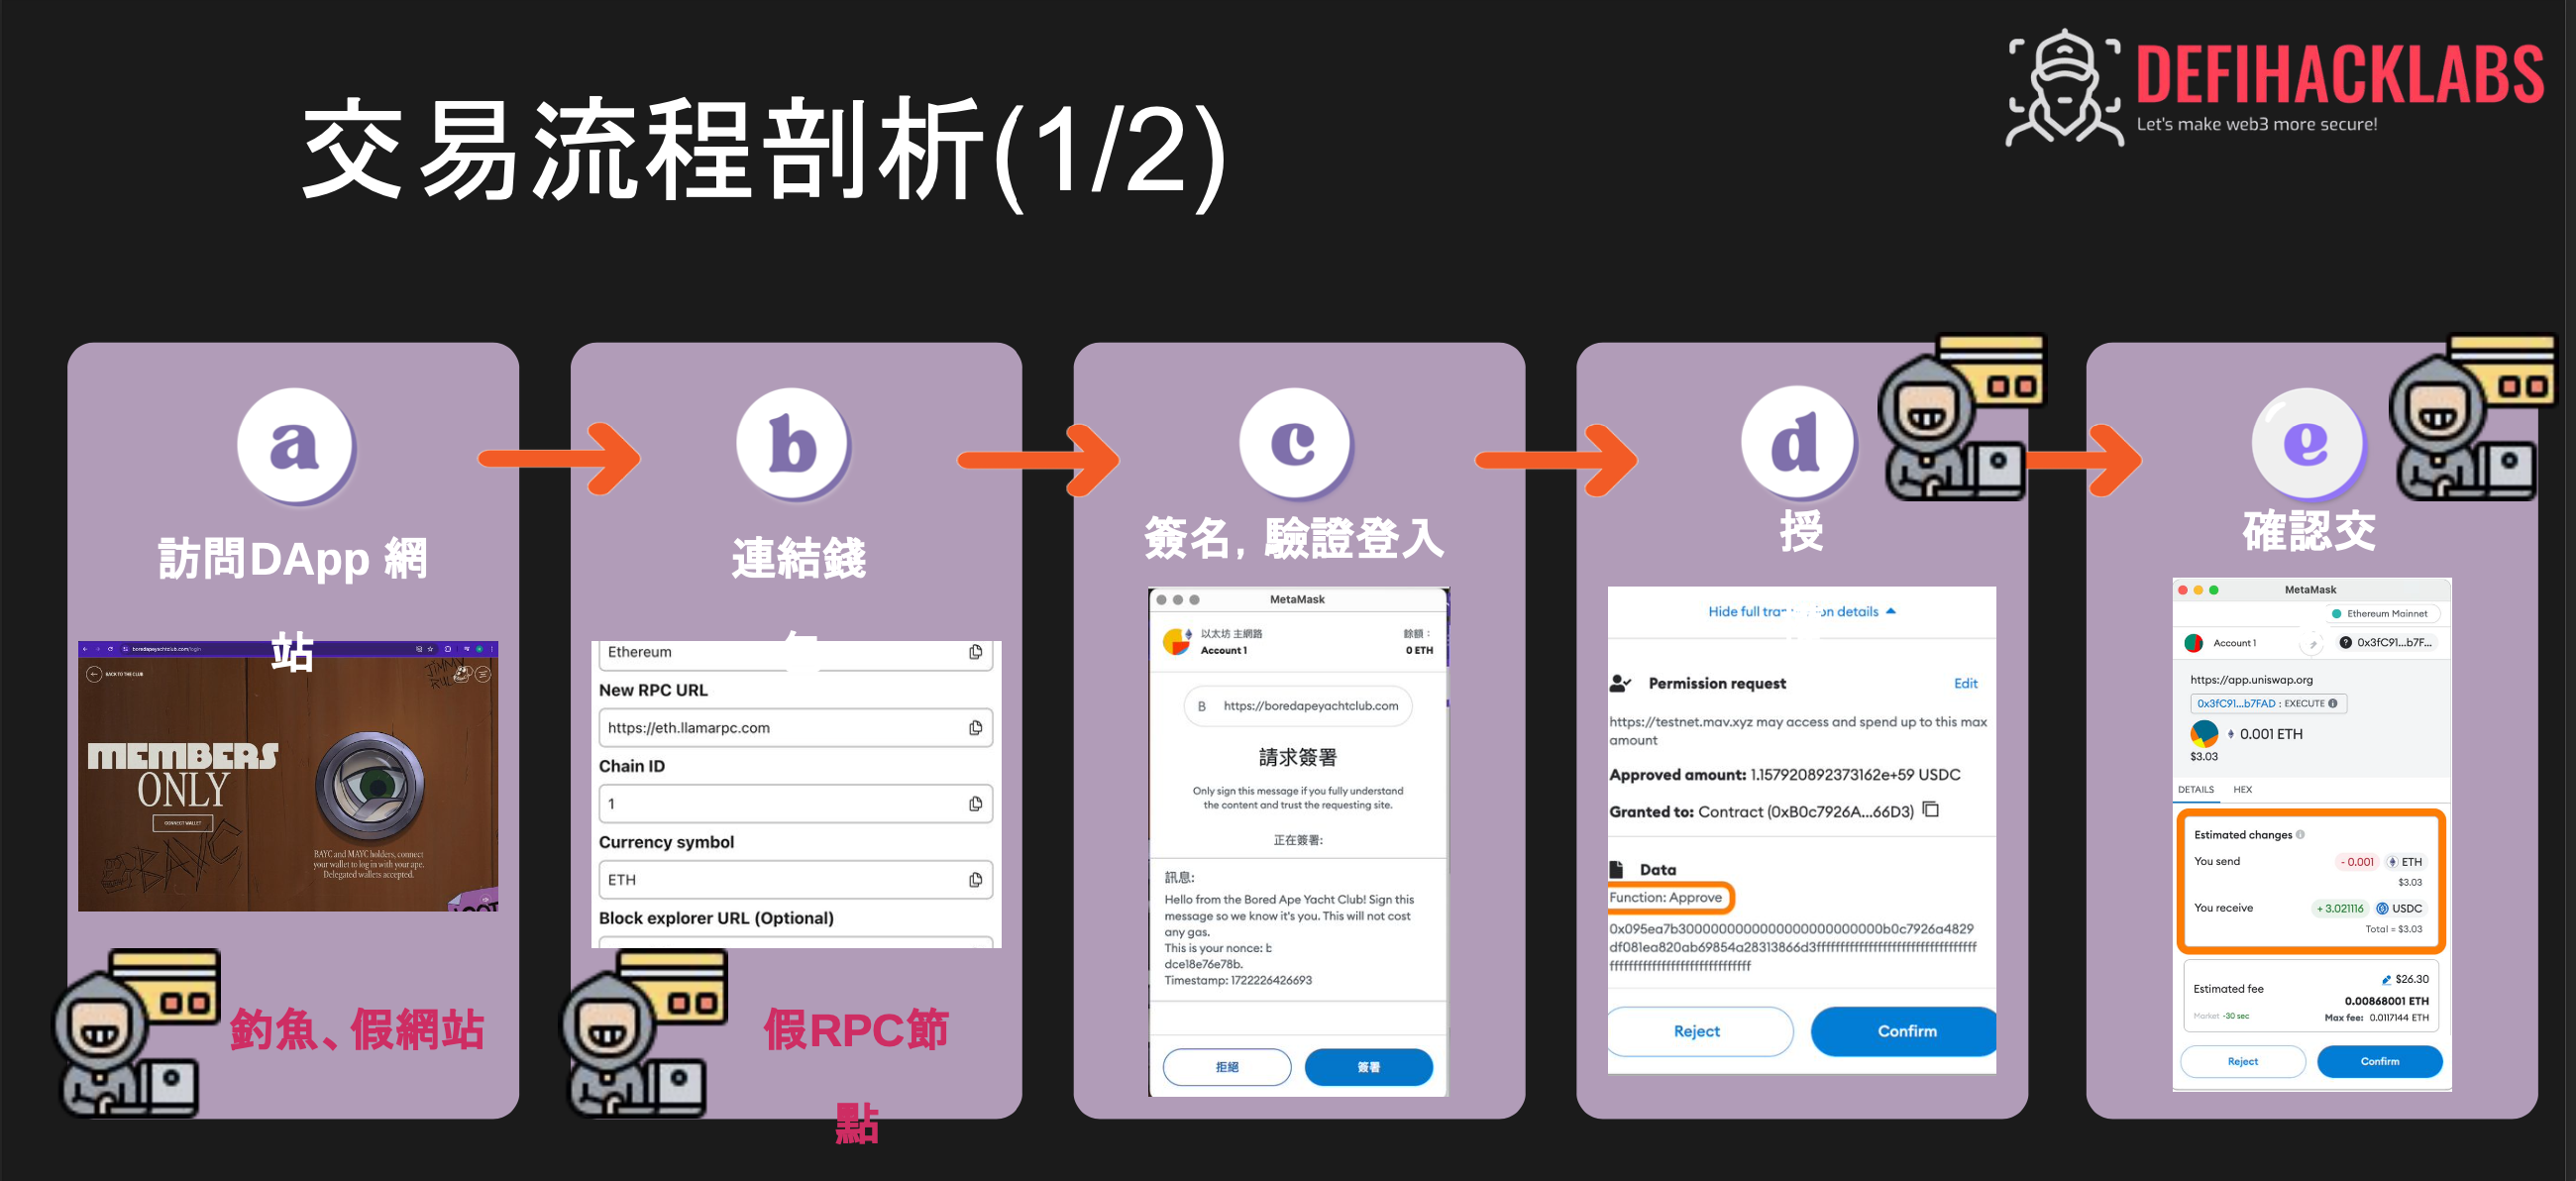 交易流程剖析(1/2)
DEFIHACKLABS
Let's make web3 more secure!
a
訪問DApp 網
站
boredapeyachtclub.com/login
BACK TO THE CLUB
MEMBERS
ONLY
CONNECT WALLET
BAYC
BAYC and MAYC holders, connect
your wallet to log in with your ape.
Delegated wallets accepted.
釣魚、假網站
b
連結錢
Ethereum
New RPC URL
https://eth.llamarpc.com
Chain ID
1
Currency symbol
ETH
Block explorer URL (Optional)
假RPC節
點
c
簽名, 驗證登入
MetaMask
以太坊 主網路
Account 1
餘額：
0 ETH
B https://boredapeyachtclub.com
請求簽署
Only sign this message if you fully understand
the content and trust the requesting site.
正在簽署:
訊息:
Hello from the Bored Ape Yacht Club! Sign this
message so we know it's you. This will not cost
any gas.
This is your nonce:
dce18e76e78b.
Timestamp: 1722226426693
拒絕
簽署
d
授
Hide full details
Permission request
Edit
https://testnet.mav.xyz may access and spend up to this max
amount
Approved amount: 1.157920892373162e+59 USDC
Granted to: Contract (0xB0c7926A...66D3)
Data
Function: Approve
Reject
Confirm
e
確認交
MetaMask
Ethereum Mainnet
Account 1
0x3fC91...b7F...
https://app.uniswap.org
0x3fC91...b7FAD : EXECUTE
0.001 ETH
$3.03
DETAILS
HEX
Estimated changes
You send
- 0.001 ETH
$3.03
You receive
+ 3.021116 USDC
Total = $3.03
Estimated fee
$26.30
0.00868001 ETH
Market ~30 sec
Max fee: 0.0117144 ETH
Reject
Confirm